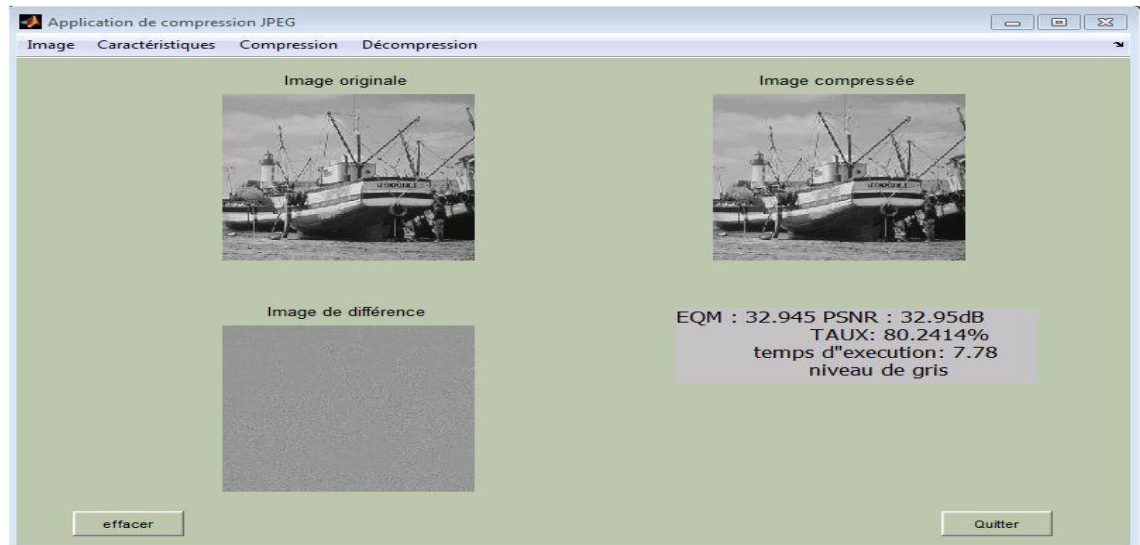 Application de compression JPEG
Image Caractéristiques Compression Décompression
Image originale
Image compressée
Image de différence
EQM : 32.945 PSNR : 32.95dB
TAUX: 80.2414%
temps d"execution: 7.78
niveau de gris
effacer
Quitter